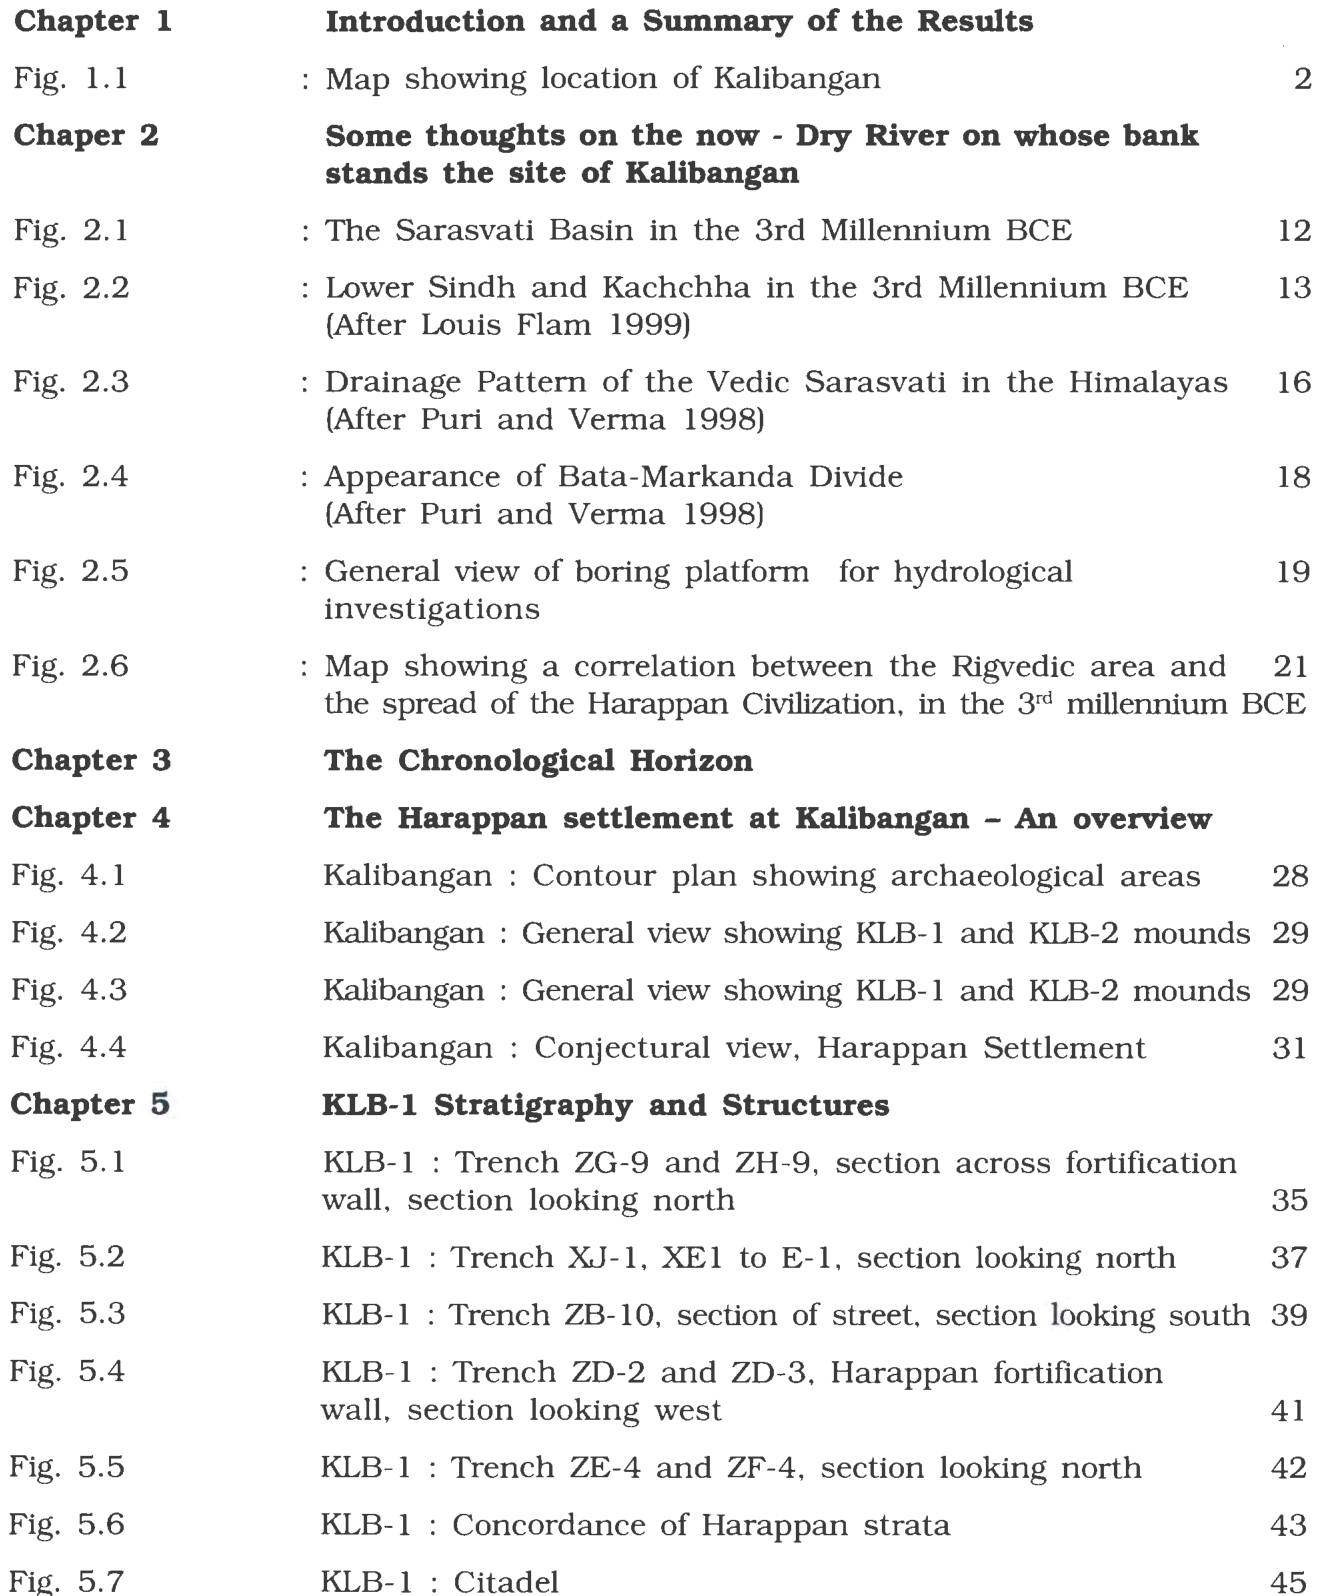 Chapter 1 Introduction and a Summary of the Results
Fig. 1.1 : Map showing location of Kalibangan 2
Chaper 2 Some thoughts on the now - Dry River on whose bank
stands the site of Kalibangan
Fig. 2.1 : The Sarasvati Basin in the 3rd Millennium BCE 12
Fig. 2.2 : Lower Sindh and Kachchha in the 3rd Millennium BCE 13
(After Louis Flam 1999)
Fig. 2.3 : Drainage Pattern of the Vedic Sarasvati in the Himalayas 16
(After Puri and Verma 1998)
Fig. 2.4 : Appearance of Bata-Markanda Divide 18
(After Puri and Verma 1998)
Fig. 2.5 : General view of boring platform for hydrological 19
investigations
Fig. 2.6 : Map showing a correlation between the Rigvedic area and 21
the spread of the Harappan Civilization, in the 3rd millennium BCE
Chapter 3 The Chronological Horizon
Chapter 4 The Harappan settlement at Kalibangan – An overview
Fig. 4.1 Kalibangan : Contour plan showing archaeological areas 28
Fig. 4.2 Kalibangan : General view showing KLB-1 and KLB-2 mounds 29
Fig. 4.3 Kalibangan : General view showing KLB-1 and KLB-2 mounds 29
Fig. 4.4 Kalibangan : Conjectural view, Harappan Settlement 31
Chapter 5 KLB-1 Stratigraphy and Structures
Fig. 5.1 KLB-1 : Trench ZG-9 and ZH-9, section across fortification
wall, section looking north 35
Fig. 5.2 KLB-1 : Trench XJ-1, XE1 to E-1, section looking north 37
Fig. 5.3 KLB-1 : Trench ZB-10, section of street, section looking south 39
Fig. 5.4 KLB-1 : Trench ZD-2 and ZD-3, Harappan fortification
wall, section looking west 41
Fig. 5.5 KLB-1 : Trench ZE-4 and ZF-4, section looking north 42
Fig. 5.6 KLB-1 : Concordance of Harappan strata 43
Fig. 5.7 KLB-1 : Citadel 45